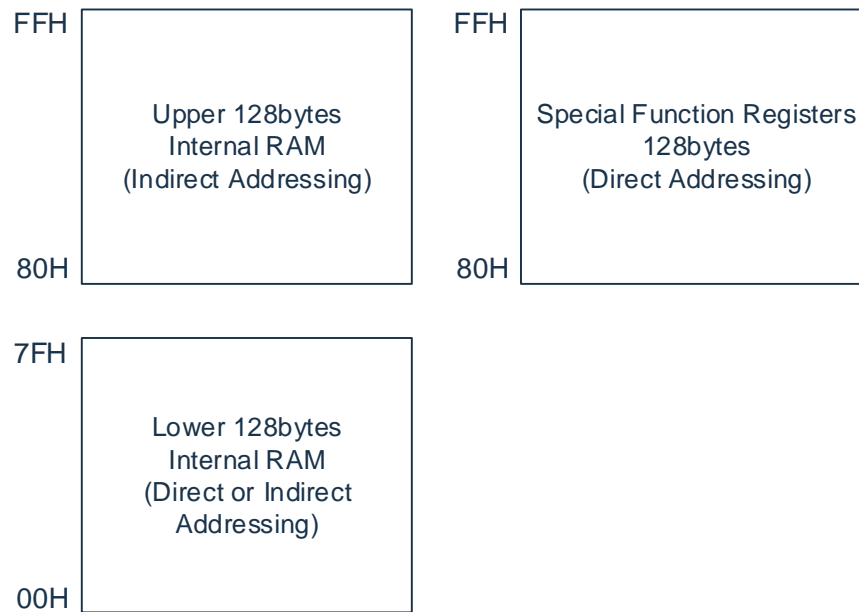 FFH
Upper 128bytes
Internal RAM
(Indirect Addressing)
80H
FFH
Special Function Registers
128bytes
(Direct Addressing)
80H
7FH
Lower 128bytes
Internal RAM
(Direct or Indirect
Addressing)
00H